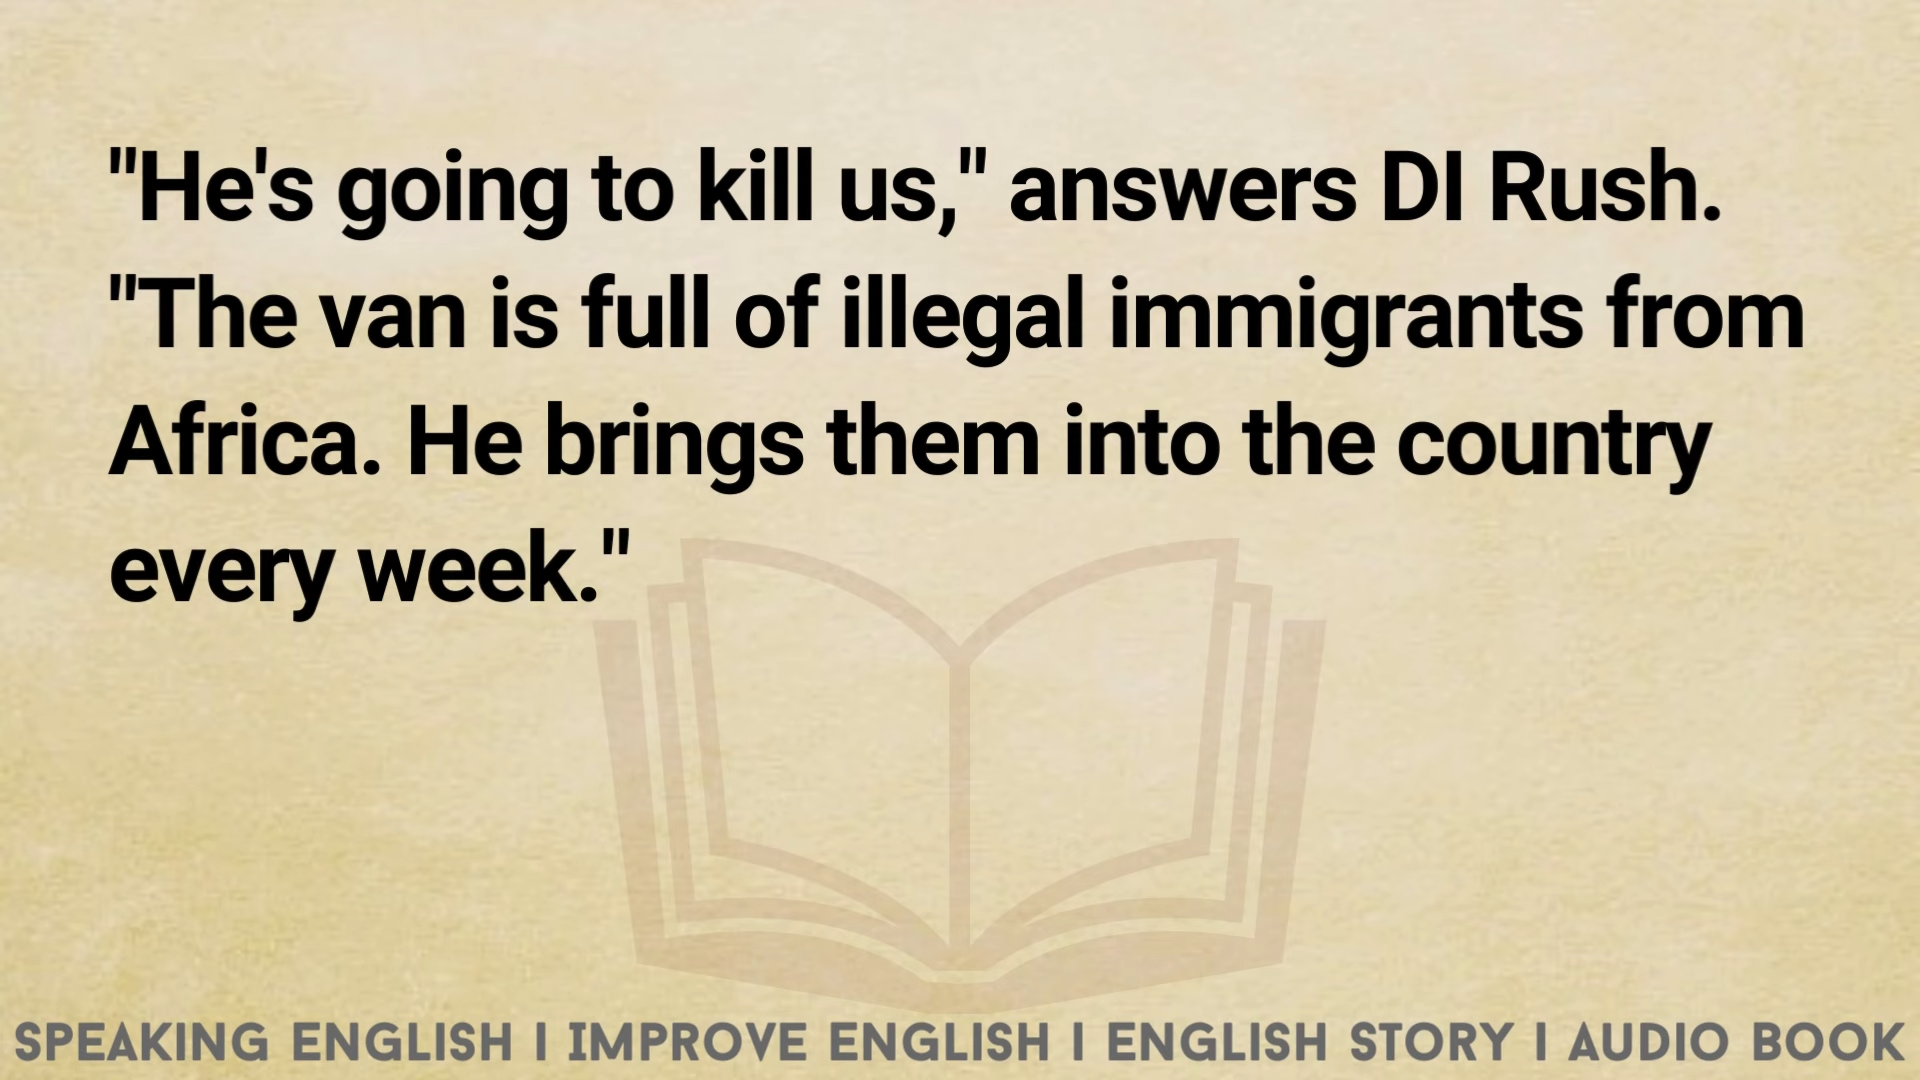 "He's going to kill us," answers DI Rush.
"The van is full of illegal immigrants from
Africa. He brings them into the country
every week."
SPEAKING ENGLISH I IMPROVE ENGLISH I ENGLISH STORY I AUDIO BOOK